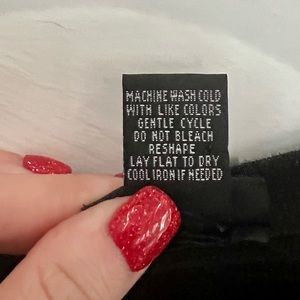 MACHINE WASH COLD
WITH LIKE COLORS
GENTLE CYCLE
DO NOT BLEACH
RESHAPE
LAY FLAT TO DRY
COOL IRON IF NEEDED